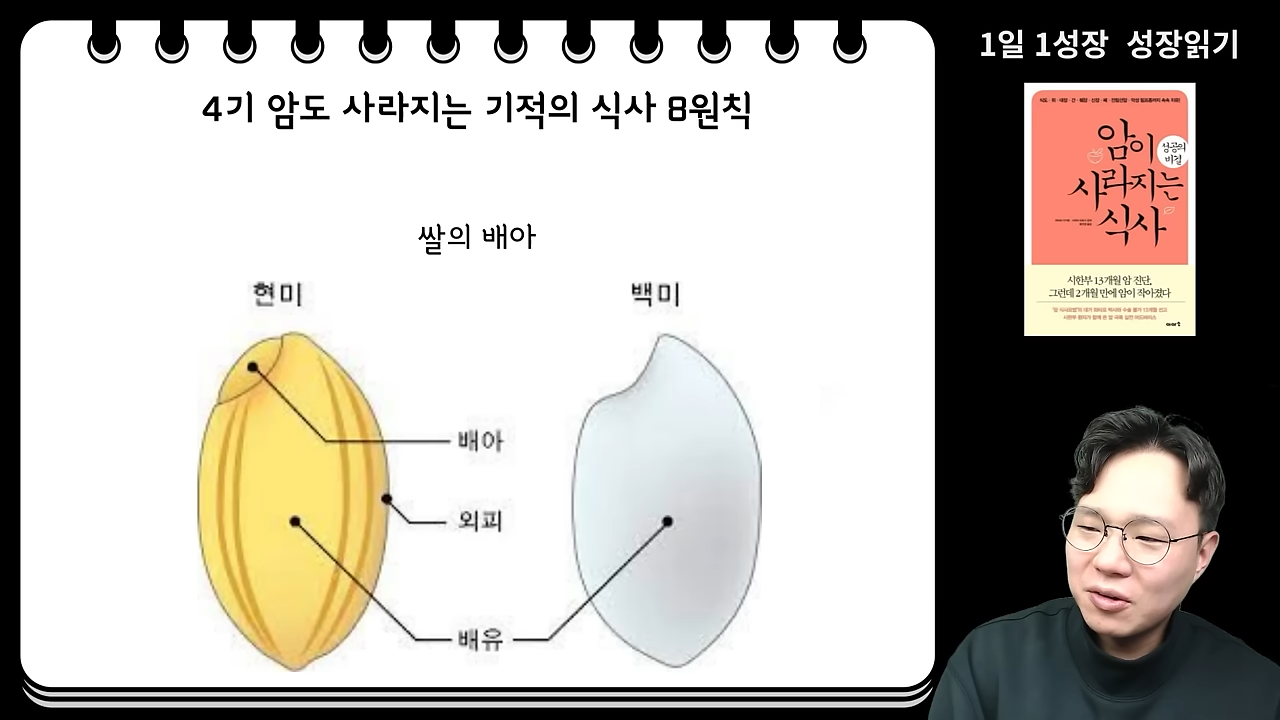 1일 1성장 성장읽기
4기 암도 사라지는 기적의 식사 8원칙
쌀의 배아
현미
백미
배아
외피
배유
암이
성공의
비결
사라지는
식사
시한부 13개월 암 진단,
그런데 2개월 만에 암이 작아졌다